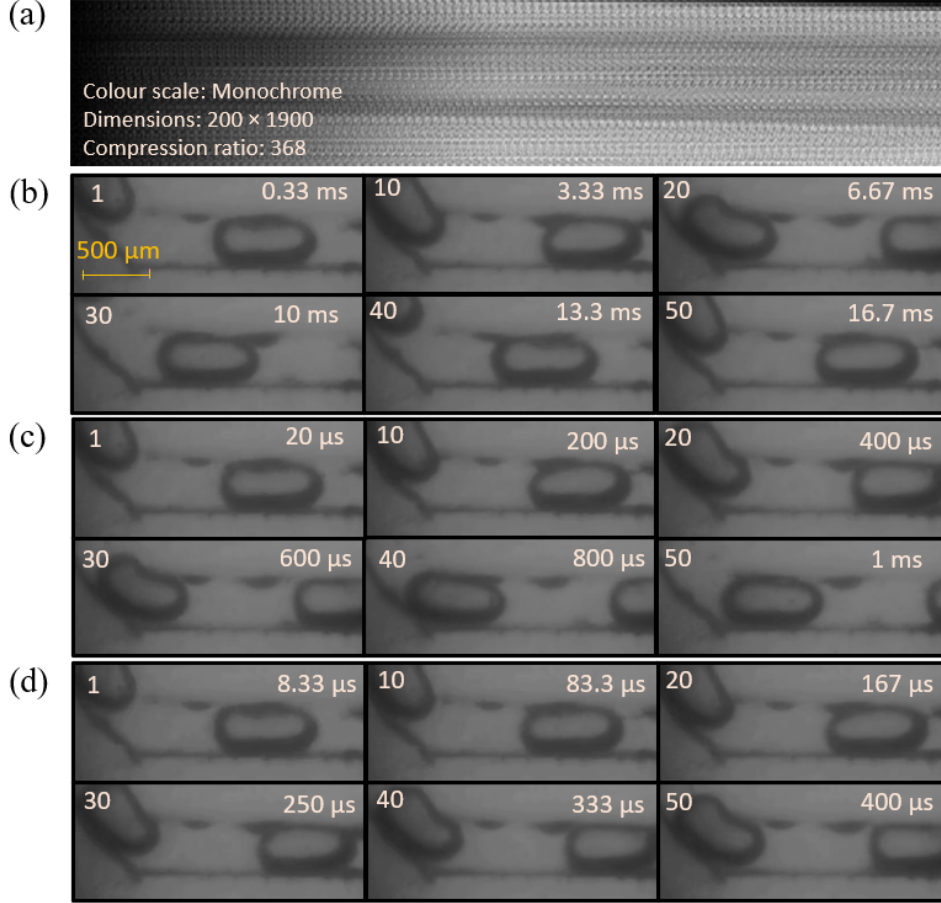 (a)
Colour scale: Monochrome
Dimensions: 200 × 1900
Compression ratio: 368
(b)
1 0.33 ms
10 3.33 ms
20 6.67 ms
500 µm
30 10 ms
40 13.3 ms
50 16.7 ms
(c)
1 20 µs
10 200 µs
20 400 µs
30 600 µs
40 800 µs
50 1 ms
(d)
1 8.33 µs
10 83.3 µs
20 167 µs
30 250 µs
40 333 µs
50 400 µs